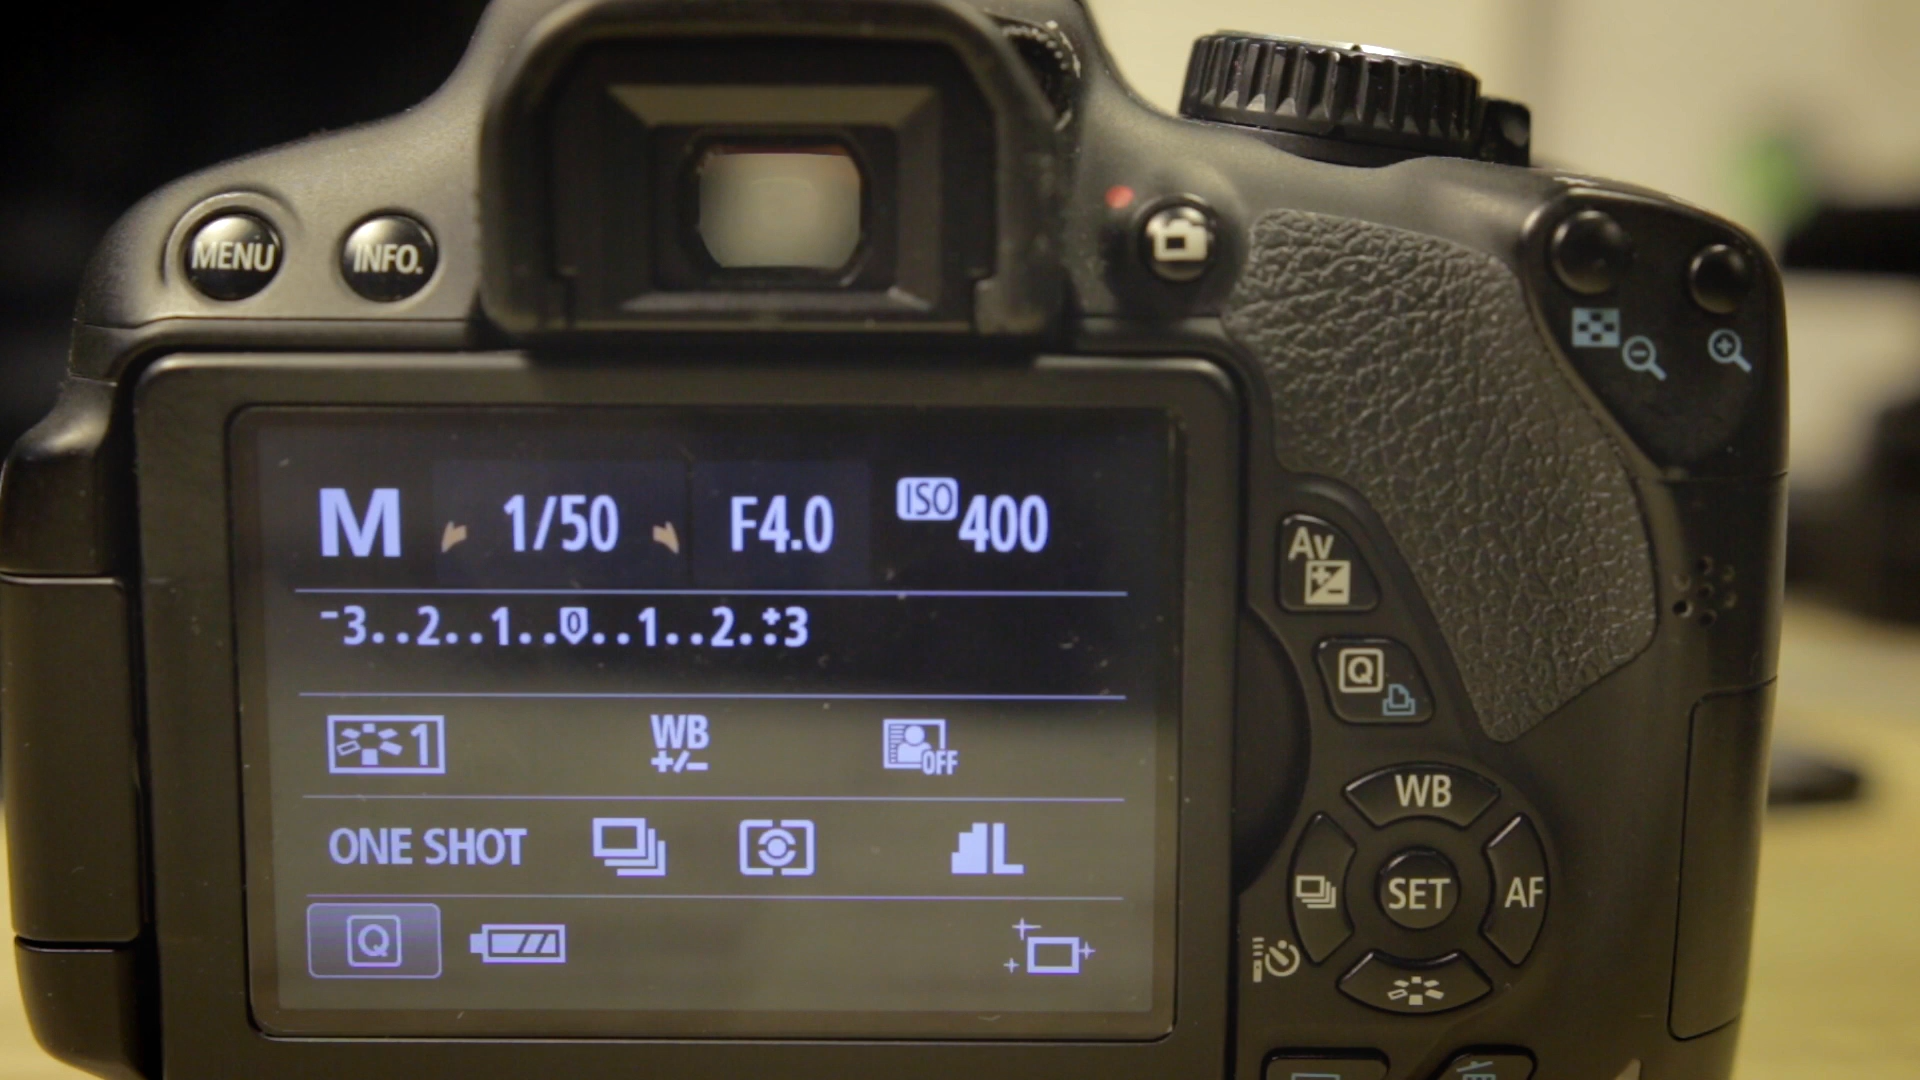 MENU INFO.
M 1/50 F4.0 ISO 400
-3..2..1..0..1..2.:+3
1 WB +/- OFF
ONE SHOT L
Q
Av
Q
WB
SET AF